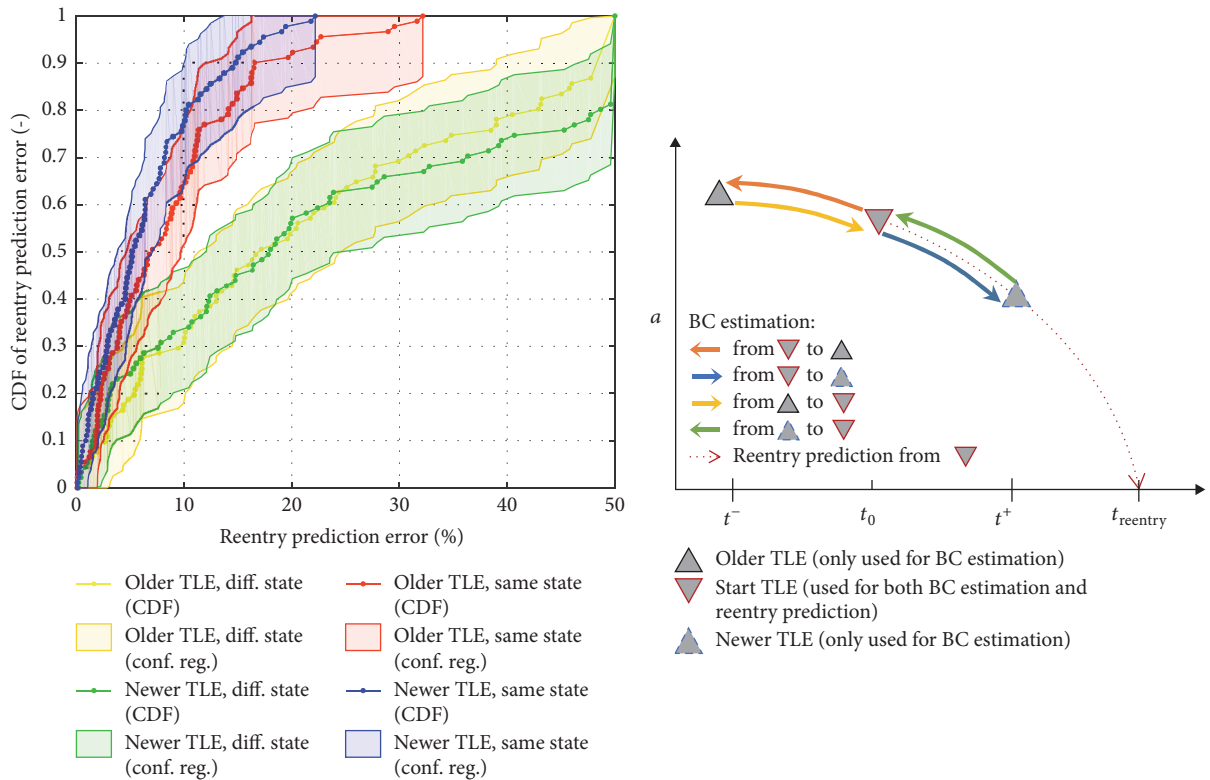 CDF of reentry prediction error (-)
1
0.9
0.8
0.7
0.6
0.5
0.4
0.3
0.2
0.1
0
0
10
20
30
40
50
Reentry prediction error (%)
Older TLE, diff. state
(CDF)
Older TLE, diff. state
(conf. reg.)
Newer TLE, diff. state
(CDF)
Newer TLE, diff. state
(conf. reg.)
Older TLE, same state
(CDF)
Older TLE, same state
(conf. reg.)
Newer TLE, same state
(CDF)
Newer TLE, same state
(conf. reg.)
a
BC estimation:
from to
from to
from to
from to
Reentry prediction from
t⁻
t₀
t⁺
t_reentry
Older TLE (only used for BC estimation)
Start TLE (used for both BC estimation and
reentry prediction)
Newer TLE (only used for BC estimation)